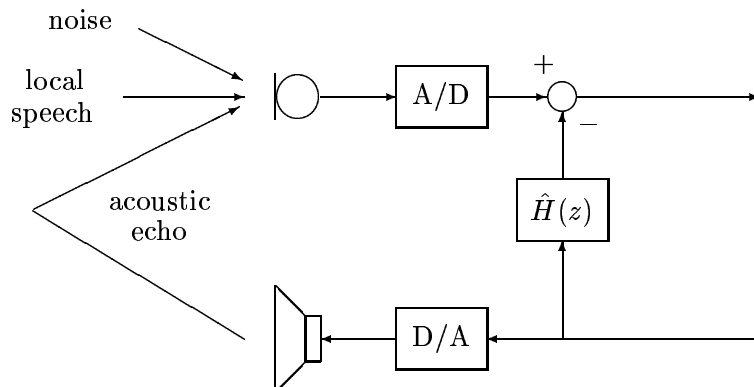 noise
local
speech
A/D
+
−
Ĥ(z)
acoustic
echo
D/A